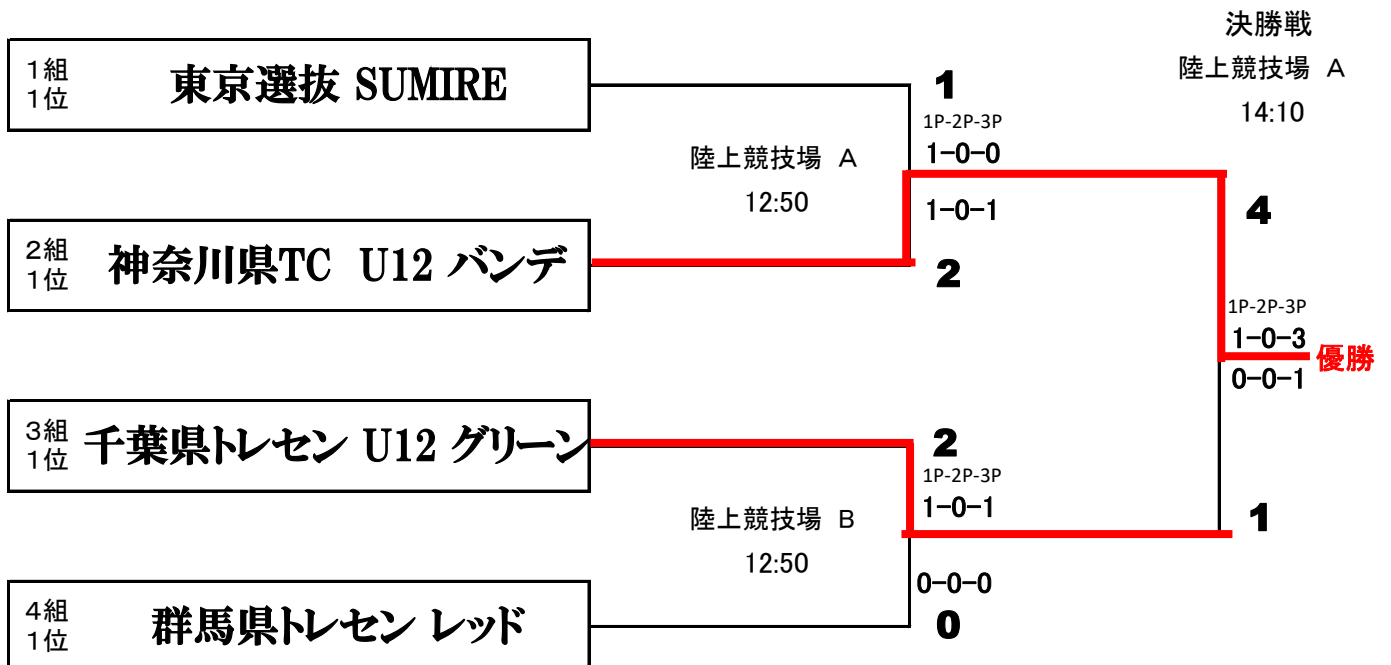 決勝戦
陸上競技場 A
14:10
1組
1位
東京選抜 SUMIRE
1
1P-2P-3P
1-0-0
陸上競技場 A
12:50
1-0-1
2
2組
1位
神奈川県TC U12 バンデ
4
1P-2P-3P
1-0-3
優勝
0-0-1
3組
1位
千葉県トレセン U12 グリーン
2
1P-2P-3P
1-0-1
陸上競技場 B
12:50
1
0-0-0
0
4組
1位
群馬県トレセン レッド